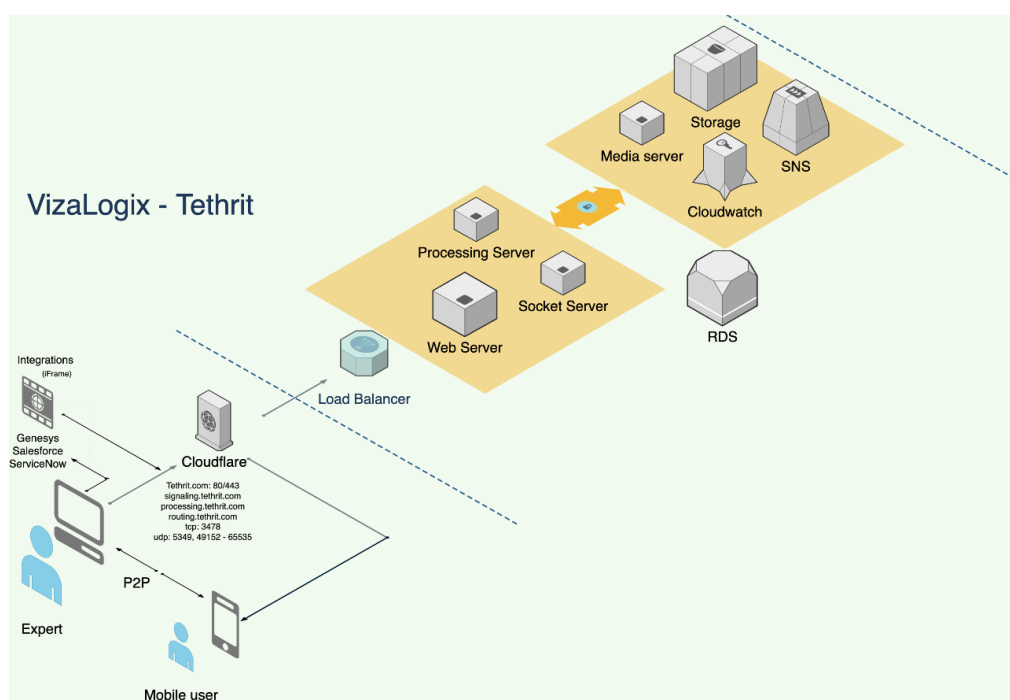 VizaLogix - Tethrit
Storage
Media server
SNS
Cloudwatch
Processing Server
Socket Server
Web Server
RDS
Load Balancer
Integrations
(iFrame)
Genesys
Salesforce
ServiceNow
Cloudflare
Tethrit.com: 80/443
signaling.tethrit.com
processing.tethrit.com
routing.tethrit.com
tcp: 3478
udp: 5349, 49152 - 65535
P2P
Expert
Mobile user